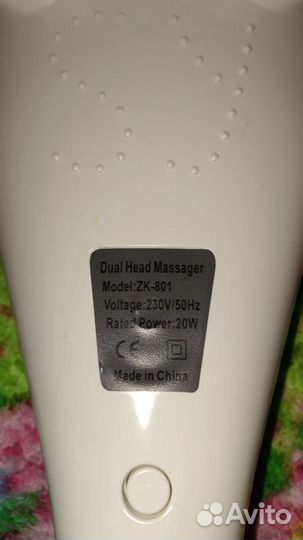 Dual Head Massager
Model:ZK-801
Voltage:230V/50Hz
Rated Power:20W
CE
Made in China
Avito